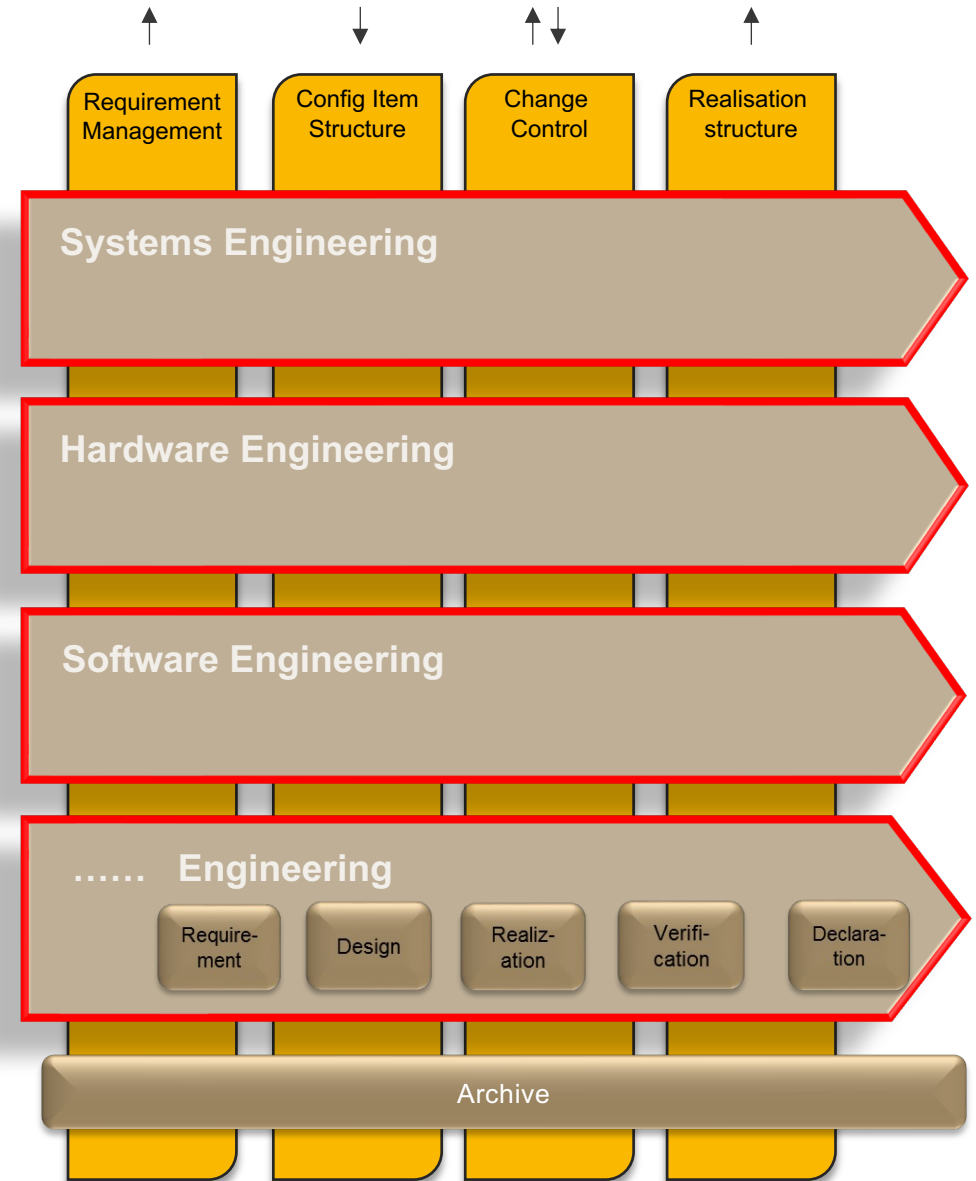 Requirement
Management
Config Item
Structure
Change
Control
Realisation
structure
Systems Engineering
Hardware Engineering
Software Engineering
...... Engineering
Require-
ment
Design
Realiz-
ation
Verifi-
cation
Declara-
tion
Archive